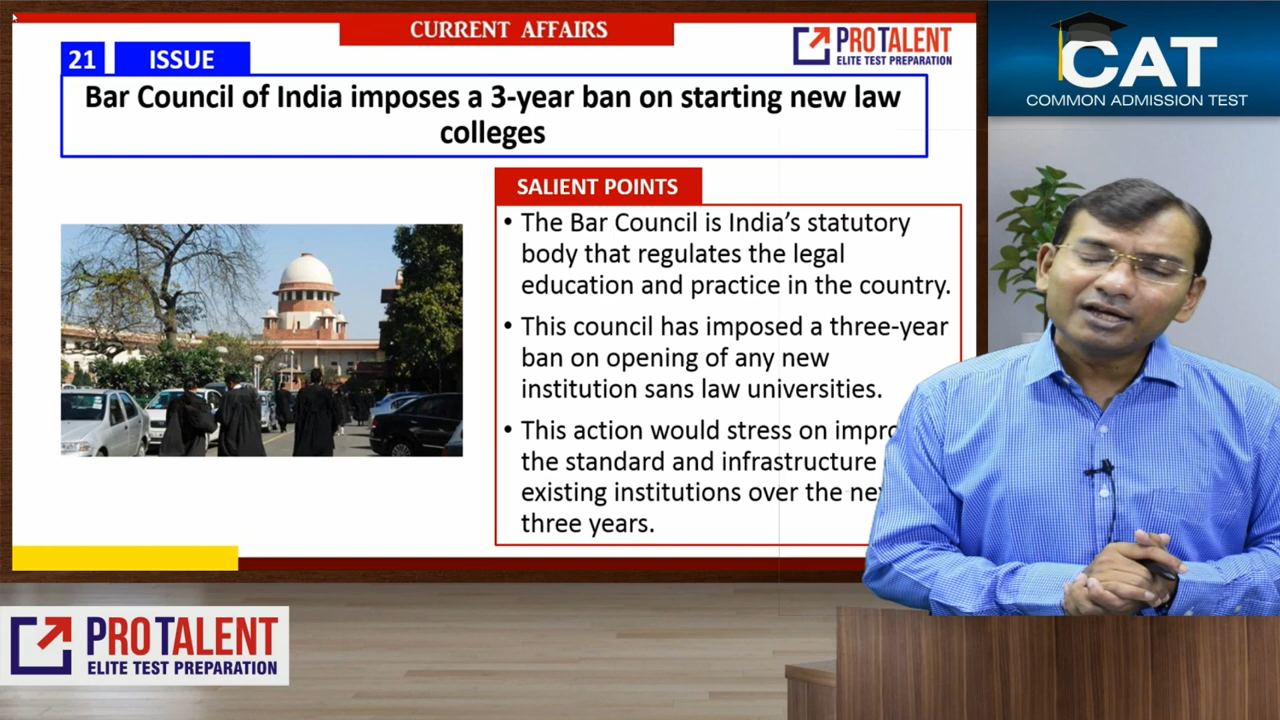 CURRENT AFFAIRS
PROTALENT
ELITE TEST PREPARATION
CAT
COMMON ADMISSION TEST
21
ISSUE
Bar Council of India imposes a 3-year ban on starting new law
colleges
SALIENT POINTS
• The Bar Council is India's statutory
body that regulates the legal
education and practice in the country.
• This council has imposed a three-year
ban on opening of any new
institution sans law universities.
• This action would stress on
the standard and infrastructure
existing institutions over the
three years.
PROTALENT
ELITE TEST PREPARATION